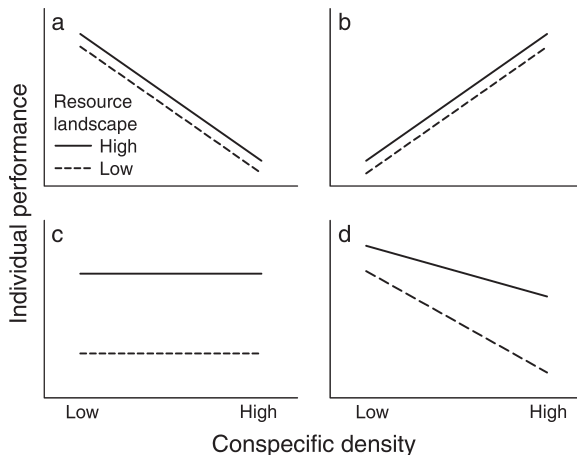 a
b
Resource
landscape
High
Low
Individual performance
c
d
Low
High
Low
High
Conspecific density